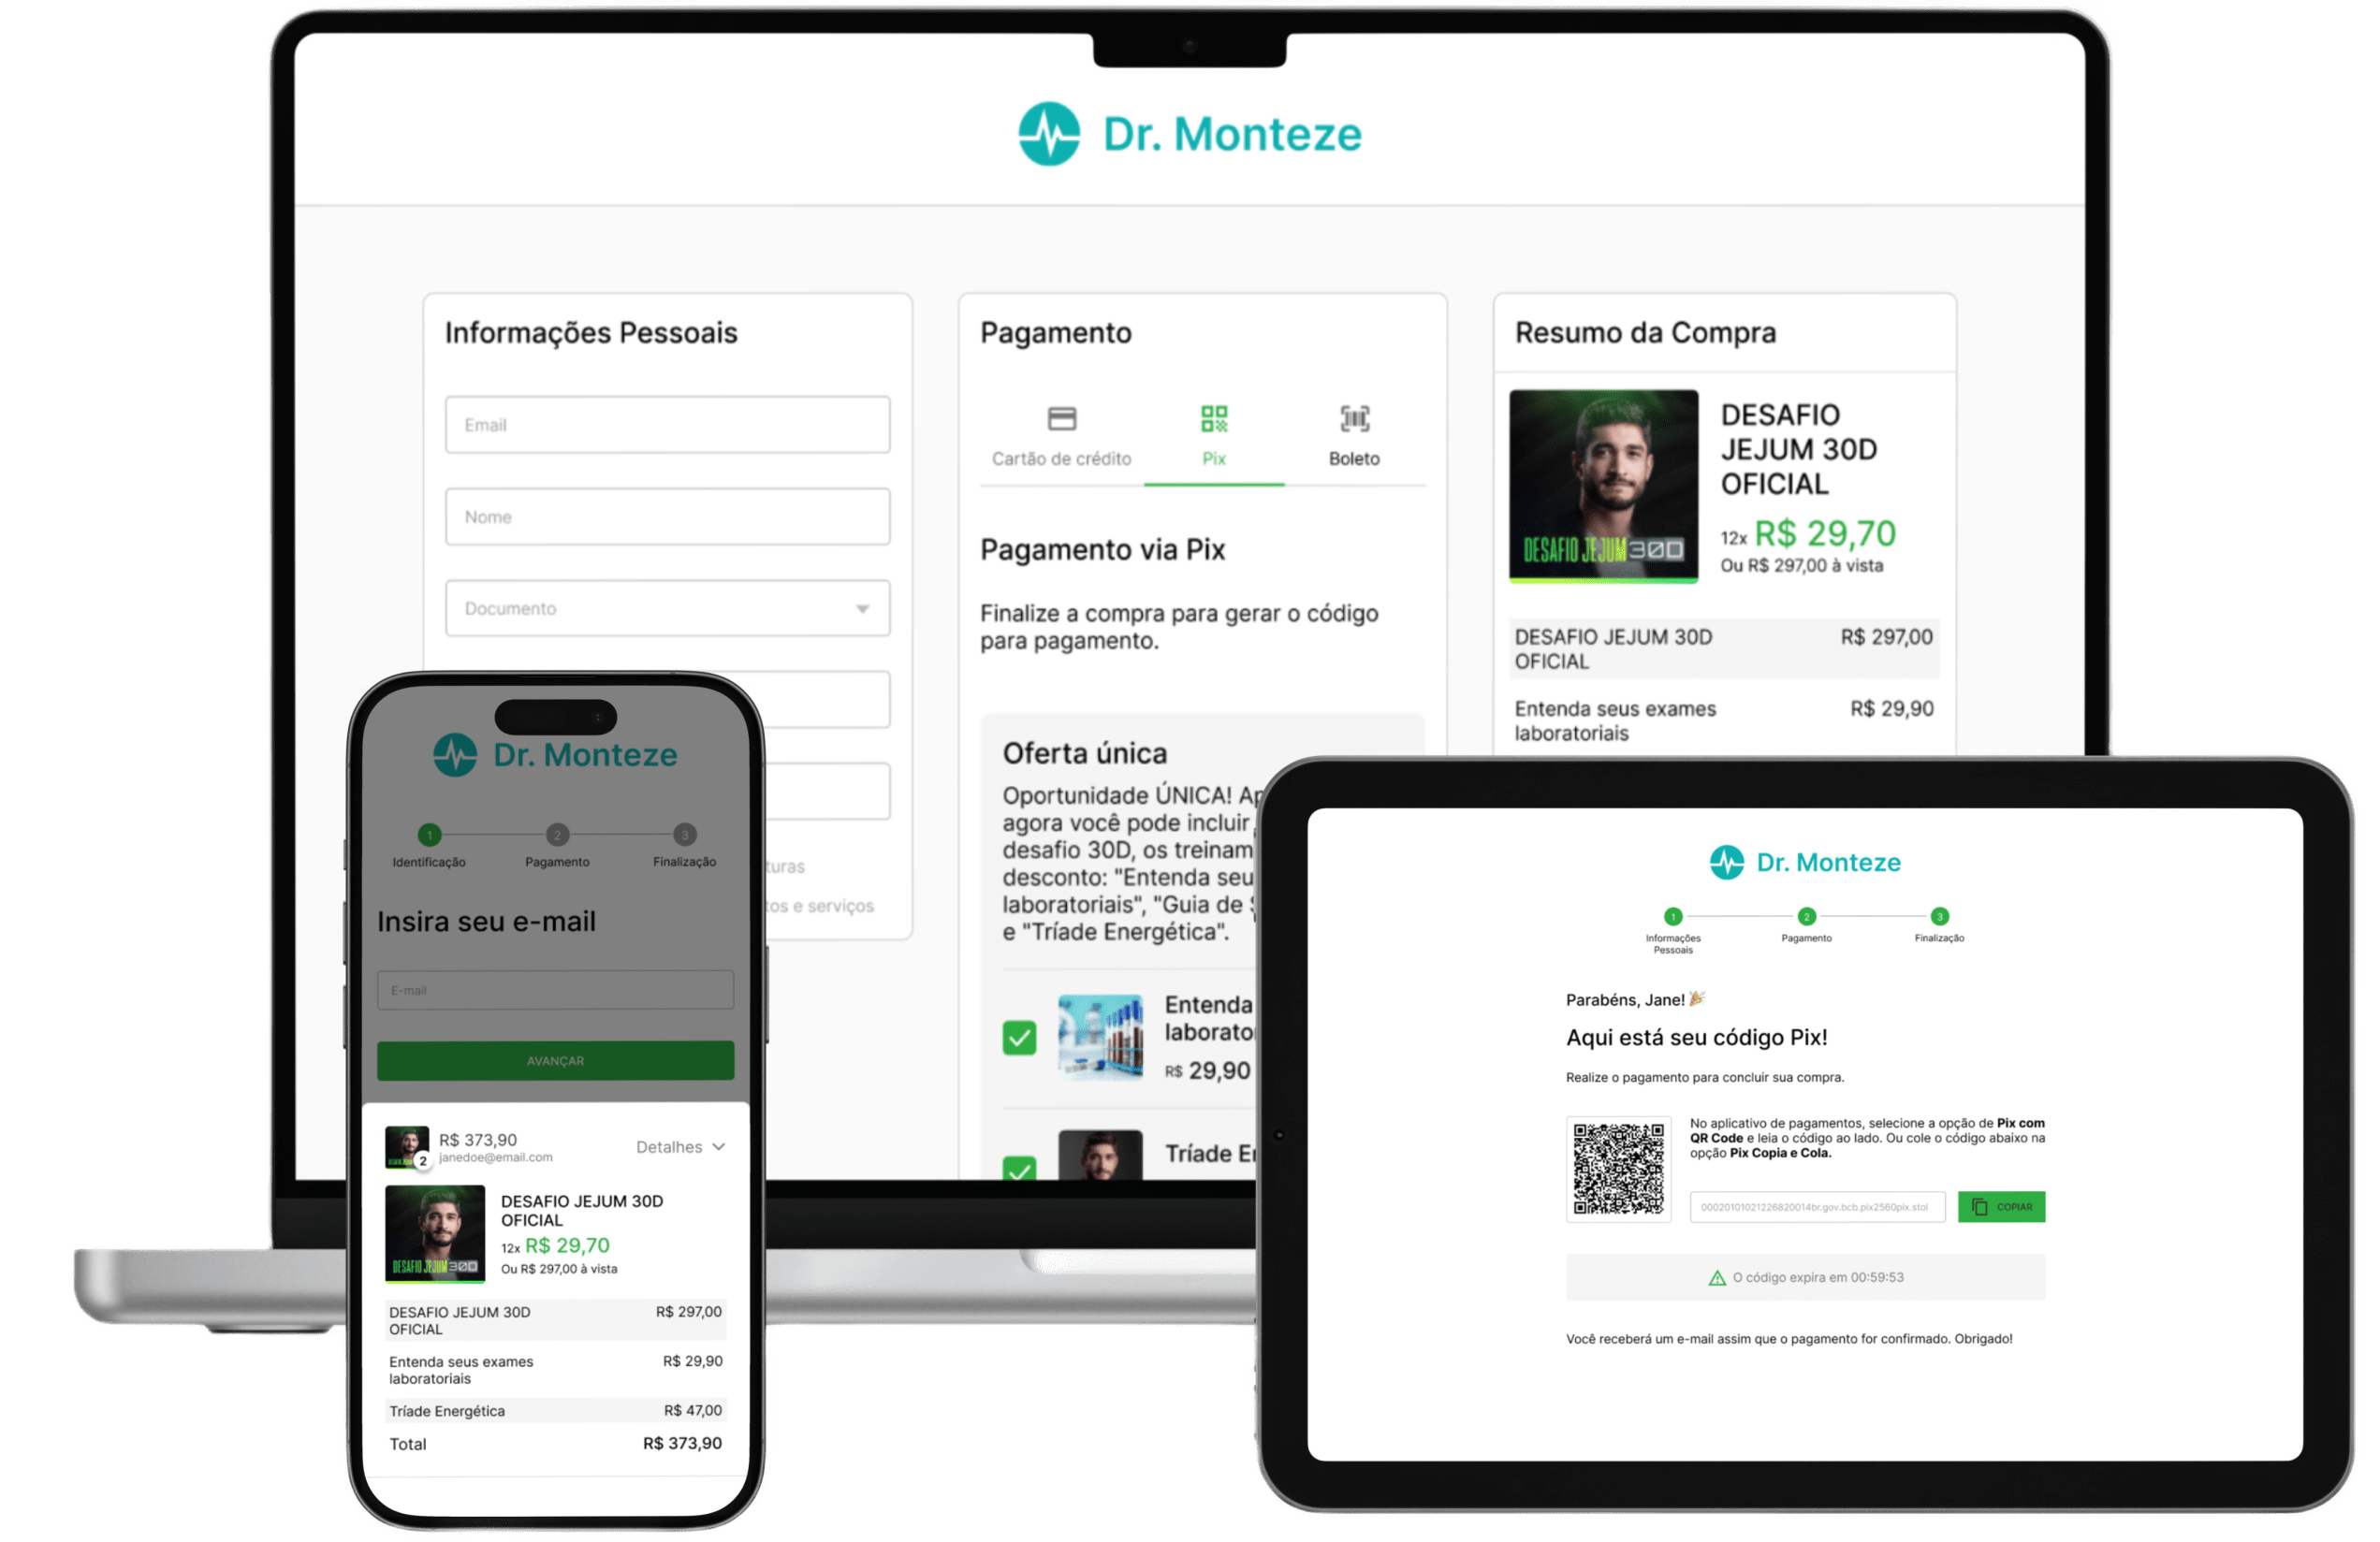 Dr. Monteze
Informações Pessoais
Email
Nome
Documento
turas
tos e serviços
Pagamento
Cartão de crédito
Pix
Boleto
Pagamento via Pix
Finalize a compra para gerar o código
para pagamento.
Oferta única
Oportunidade ÚNICA!
agora você pode incluir
desafio 30D, os treinam
desconto: "Entenda seu
laboratoriais", "Guia de
e "Tríade Energética".
Entenda
laborato
R$ 29,90
Tríade
Resumo da Compra
DESAFIO JEJUM 30D
DESAFIO
JEJUM 30D
OFICIAL
12x R$ 29,70
Ou R$ 297,00 à vista
DESAFIO JEJUM 30D R$ 297,00
OFICIAL
Entenda seus exames R$ 29,90
laboratoriais
Dr. Monteze
1 2 3
Identificação Pagamento Finalização
Insira seu e-mail
E-mail
AVANÇAR
R$ 373,90
janedoe@email.com
2
Detalhes
DESAFIO JEJUM 30D
DESAFIO JEJUM 30D
OFICIAL
12x R$ 29,70
Ou R$ 297,00 à vista
DESAFIO JEJUM 30D R$ 297,00
OFICIAL
Entenda seus exames R$ 29,90
laboratoriais
Tríade Energética R$ 47,00
Total R$ 373,90
Dr. Monteze
1 2 3
Informações Pagamento Finalização
Pessoais
Parabéns, Jane! 🎉
Aqui está seu código Pix!
Realize o pagamento para concluir sua compra.
No aplicativo de pagamentos, selecione a opção de Pix com
QR Code e leia o código ao lado. Ou cole o código abaixo na
opção Pix Copia e Cola.
00020101021226820014br.gov.bcb.pix2560pix.stol
COPIAR
O código expira em 00:59:53
Você receberá um e-mail assim que o pagamento for confirmado. Obrigado!